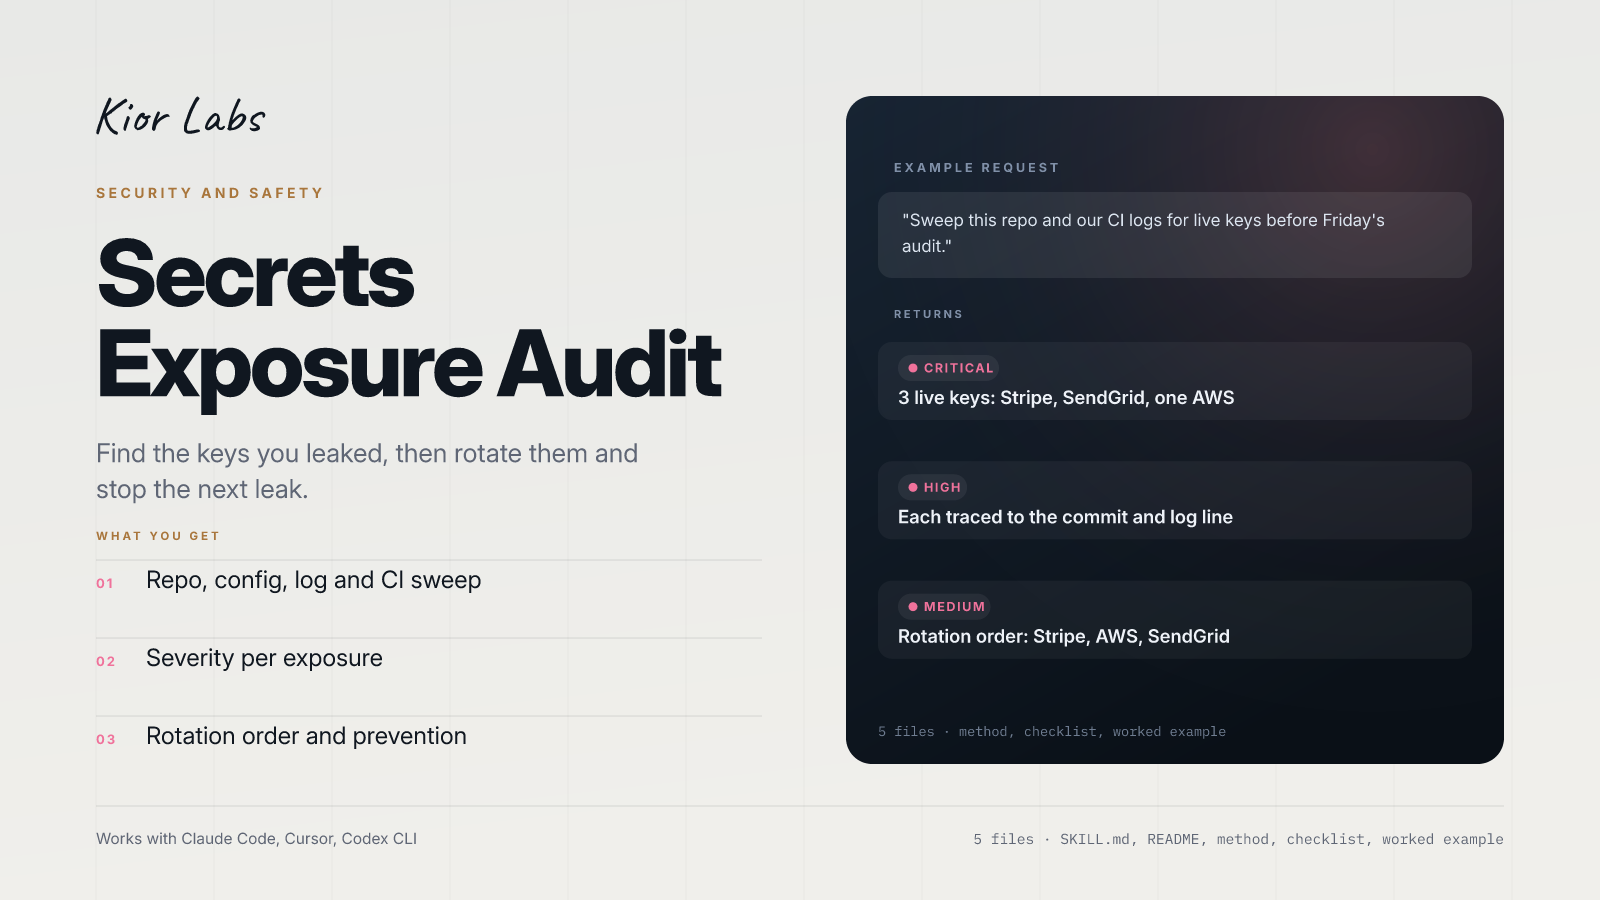 Kior Labs
SECURITY AND SAFETY
Secrets
Exposure Audit
Find the keys you leaked, then rotate them and
stop the next leak.
WHAT YOU GET
01 Repo, config, log and CI sweep
02 Severity per exposure
03 Rotation order and prevention
EXAMPLE REQUEST
"Sweep this repo and our CI logs for live keys before Friday's
audit."
RETURNS
CRITICAL
3 live keys: Stripe, SendGrid, one AWS
HIGH
Each traced to the commit and log line
MEDIUM
Rotation order: Stripe, AWS, SendGrid
5 files · method, checklist, worked example
Works with Claude Code, Cursor, Codex CLI
5 files · SKILL.md, README, method, checklist, worked example